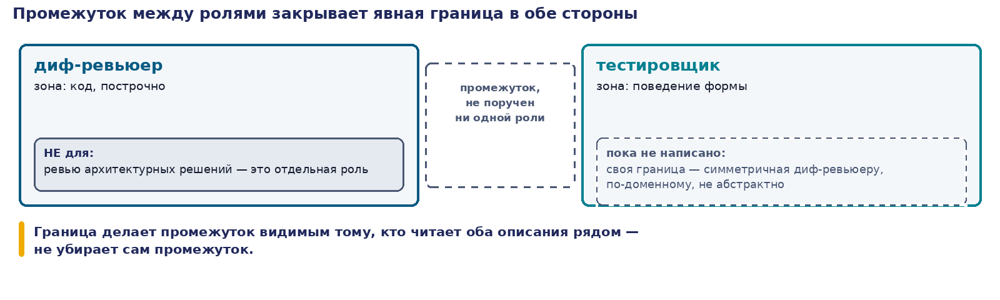 Промежуток между ролями закрывает явная граница в обе стороны
диф-ревьюер
зона: код, построчно
НЕ для:
ревью архитектурных решений — это отдельная роль
промежуток,
не поручен
ни одной роли
тестировщик
зона: поведение формы
пока не написано:
своя граница — симметричная диф-ревьюеру,
по-доменному, не абстрактно
Граница делает промежуток видимым тому, кто читает оба описания рядом —
не убирает сам промежуток.